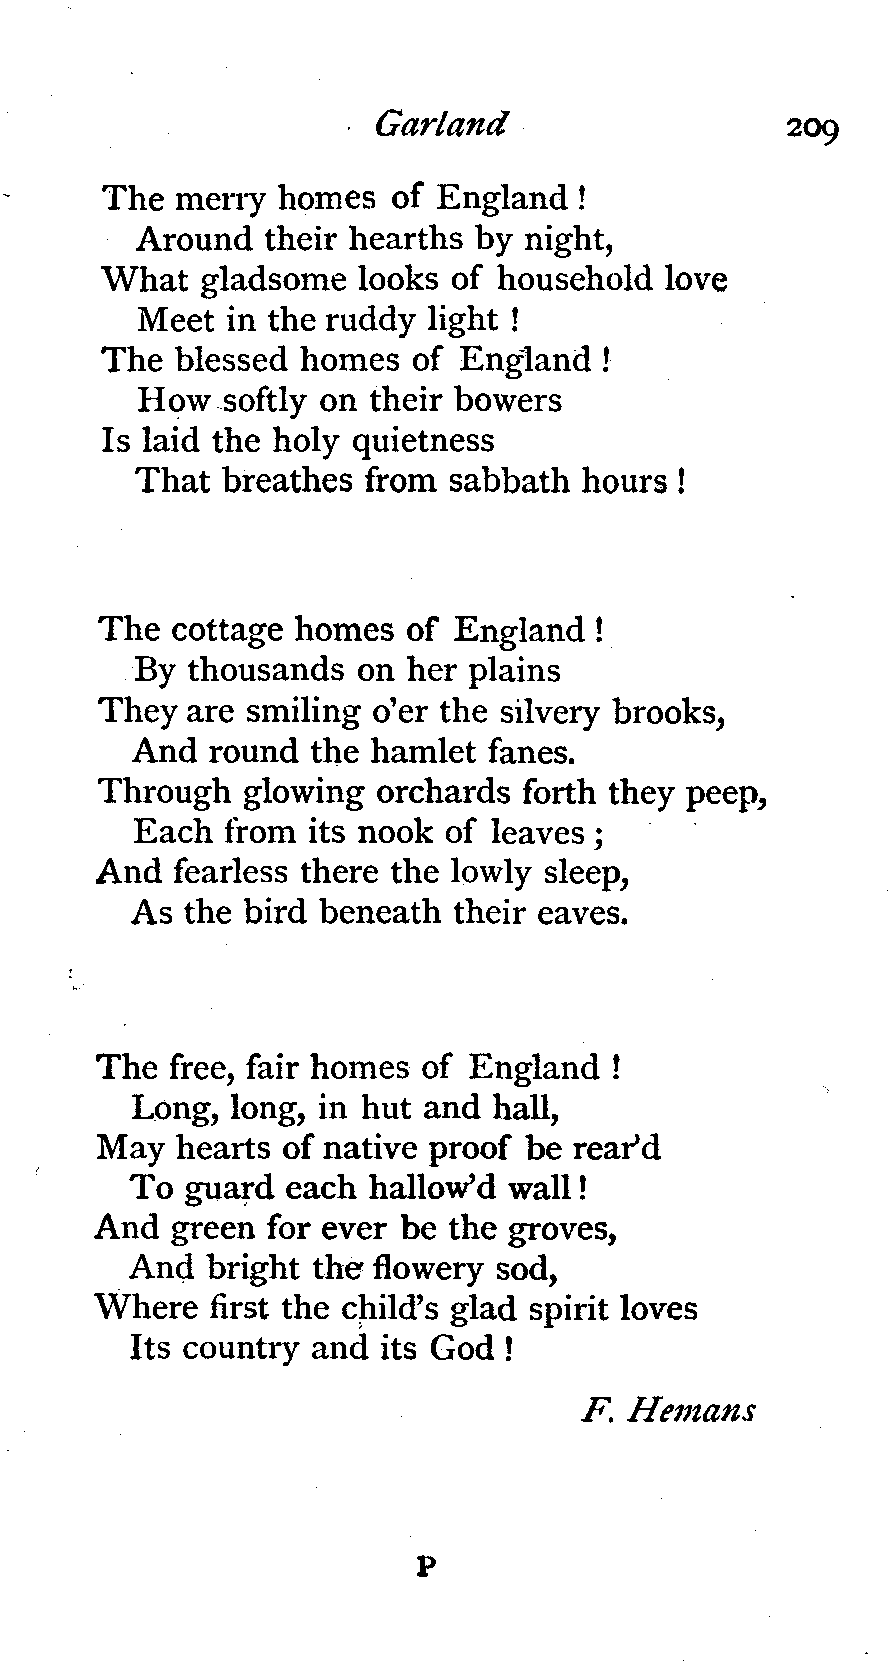 Garland 209
The merry homes of England !
Around their hearths by night,
What gladsome looks of household love
Meet in the ruddy light !
The blessed homes of England !
How softly on their bowers
Is laid the holy quietness
That breathes from sabbath hours !
The cottage homes of England !
By thousands on her plains
They are smiling o'er the silvery brooks,
And round the hamlet fanes.
Through glowing orchards forth they peep,
Each from its nook of leaves ;
And fearless there the lowly sleep,
As the bird beneath their eaves.
The free, fair homes of England !
Long, long, in hut and hall,
May hearts of native proof be rear'd
To guard each hallow'd wall !
And green for ever be the groves,
And bright the flowery sod,
Where first the child's glad spirit loves
Its country and its God !
F. Hemans
P